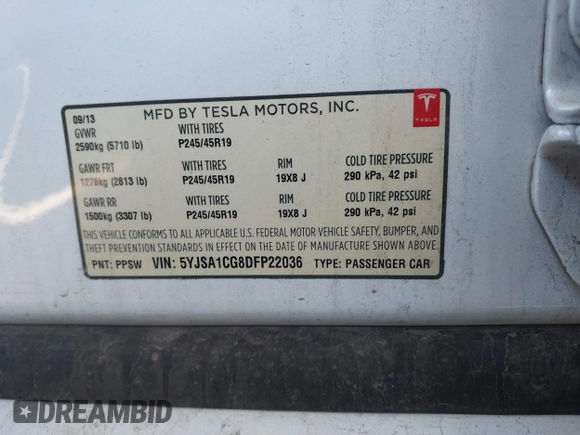 09/13 MFD BY TESLA MOTORS, INC.
TESLA
GVWR WITH TIRES
2590kg (5710 lb) P245/45R19
GAWR FRT WITH TIRES RIM COLD TIRE PRESSURE
1276kg (2813 lb) P245/45R19 19X8 J 290 kPa, 42 psi
GAWR RR WITH TIRES RIM COLD TIRE PRESSURE
1500kg (3307 lb) P245/45R19 19X8 J 290 kPa, 42 psi
THIS VEHICLE CONFORMS TO ALL APPLICABLE U.S. FEDERAL MOTOR VEHICLE SAFETY, BUMPER, AND
THEFT PREVENTION STANDARDS IN EFFECT ON THE DATE OF MANUFACTURE SHOWN ABOVE.
PNT: PPSW VIN: 5YJSA1CG8DFP22036 TYPE: PASSENGER CAR
DREAMBID